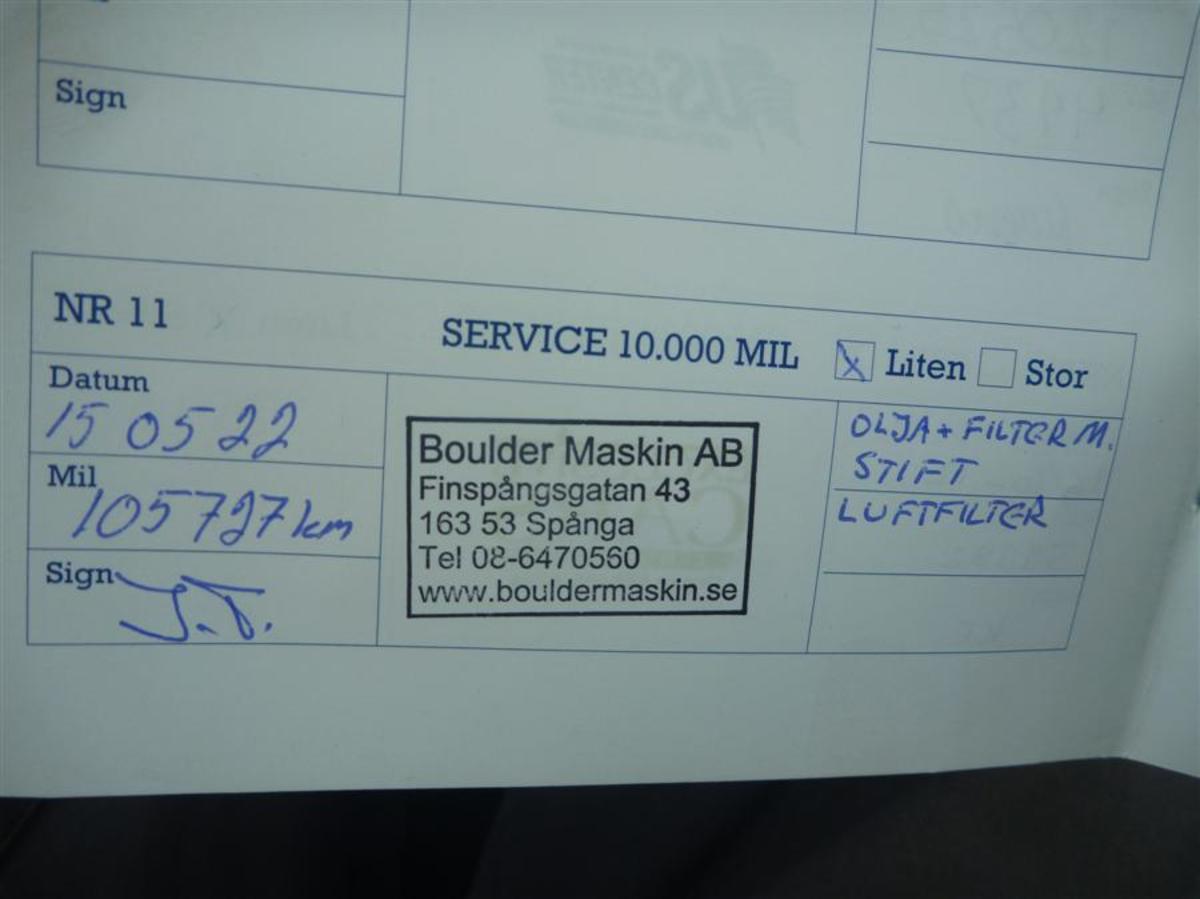 Sign
NR 11
SERVICE 10.000 MIL
Liten
Stor
Datum
15 05 22
Mil
105727 km
Sign
J.T.
Boulder Maskin AB
Finspångsgatan 43
163 53 Spånga
Tel 08-6470560
www.bouldermaskin.se
OLJA + FILTER M.
STIFT
LUFTFILTER